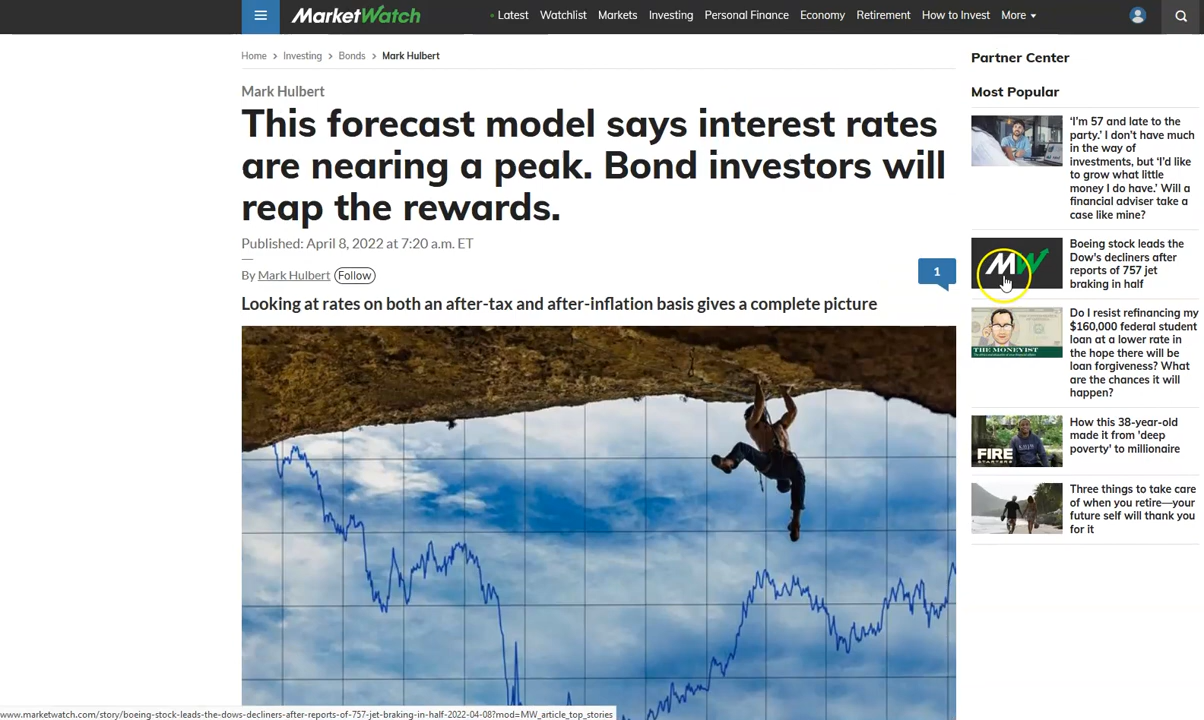 MarketWatch
Latest Watchlist Markets Investing Personal Finance Economy Retirement How to Invest More
Home > Investing > Bonds > Mark Hulbert
Mark Hulbert
This forecast model says interest rates
are nearing a peak. Bond investors will
reap the rewards.
Published: April 8, 2022 at 7:20 a.m. ET
By Mark Hulbert Follow
1
Looking at rates on both an after-tax and after-inflation basis gives a complete picture
Partner Center
Most Popular
'I'm 57 and late to the
party.' I don't have much
in the way of
investments, but 'I'd like
to grow what little
money I do have.' Will a
financial adviser take a
case like mine?
MW
Boeing stock leads the
Dow's decliners after
reports of 757 jet
braking in half
THE MONEYIST
Do I resist refinancing my
$160,000 federal student
loan at a lower rate in
the hope there will be
loan forgiveness? What
are the chances it will
happen?
FIRE
STARTERS
How this 38-year-old
made it from 'deep
poverty' to millionaire
Three things to take care
of when you retire—your
future self will thank you
for it
www.marketwatch.com/story/boeing-stock-leads-the-dows-decliners-after-reports-of-757-jet-braking-in-half-2022-04-08?mod=MW_article_top_stories